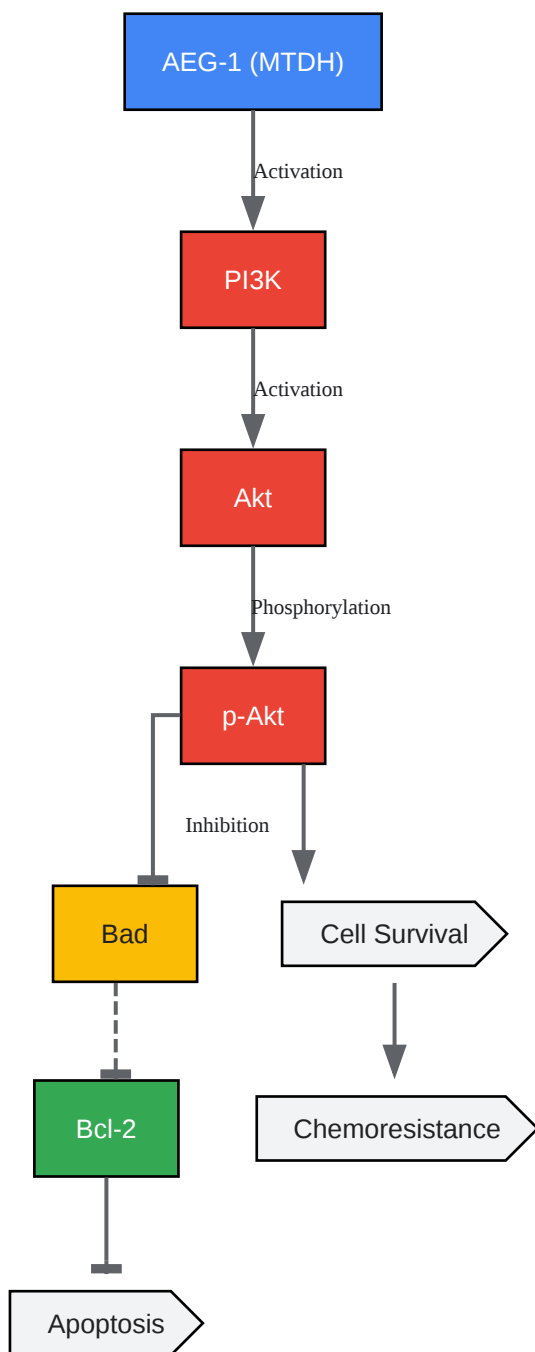 AEG-1 (MTDH)
Activation
PI3K
Activation
Akt
Phosphorylation
p-Akt
Inhibition
Bad
Cell Survival
Bcl-2
Chemoresistance
Apoptosis